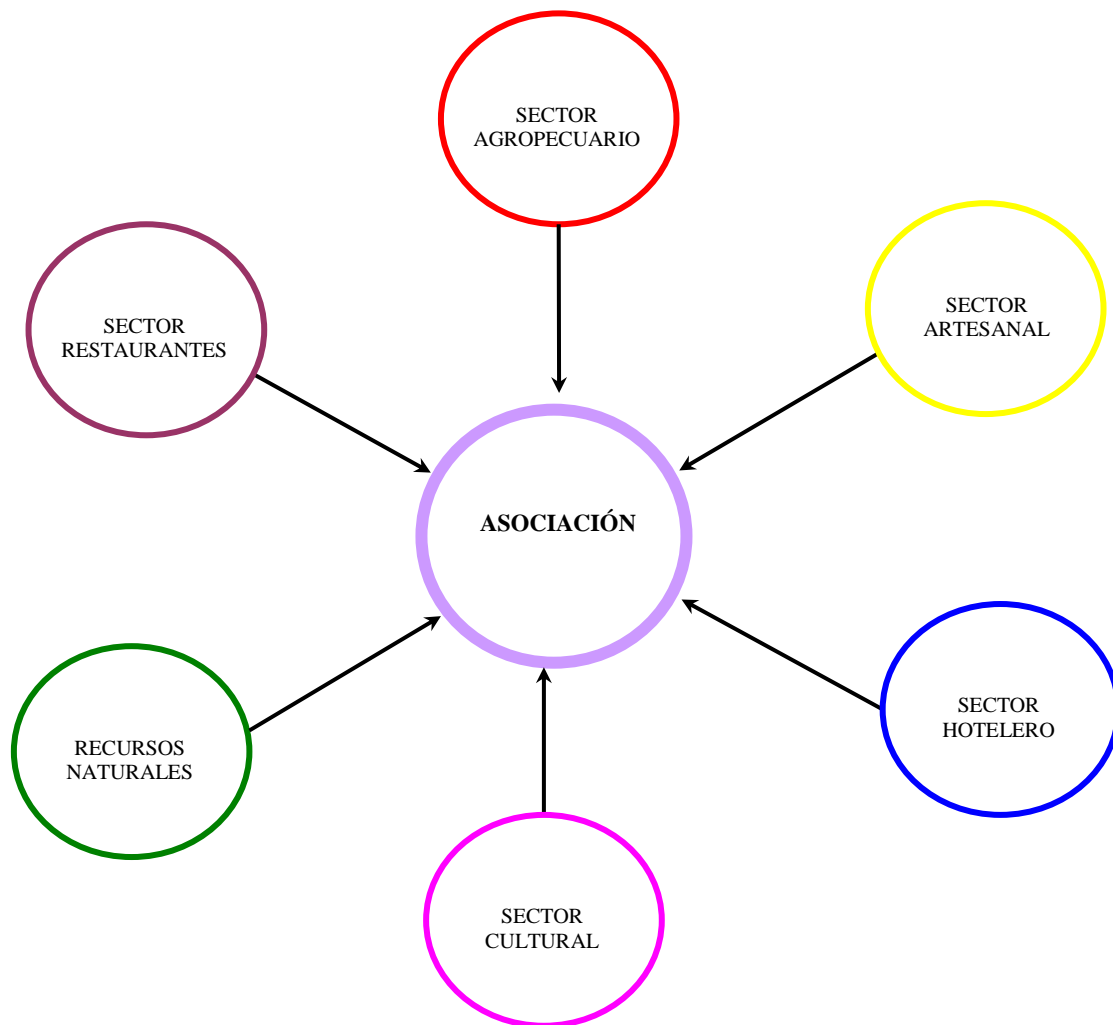 SECTOR
AGROPECUARIO
SECTOR
ARTESANAL
SECTOR
RESTAURANTES
ASOCIACIÓN
SECTOR
HOTELERO
RECURSOS
NATURALES
SECTOR
CULTURAL